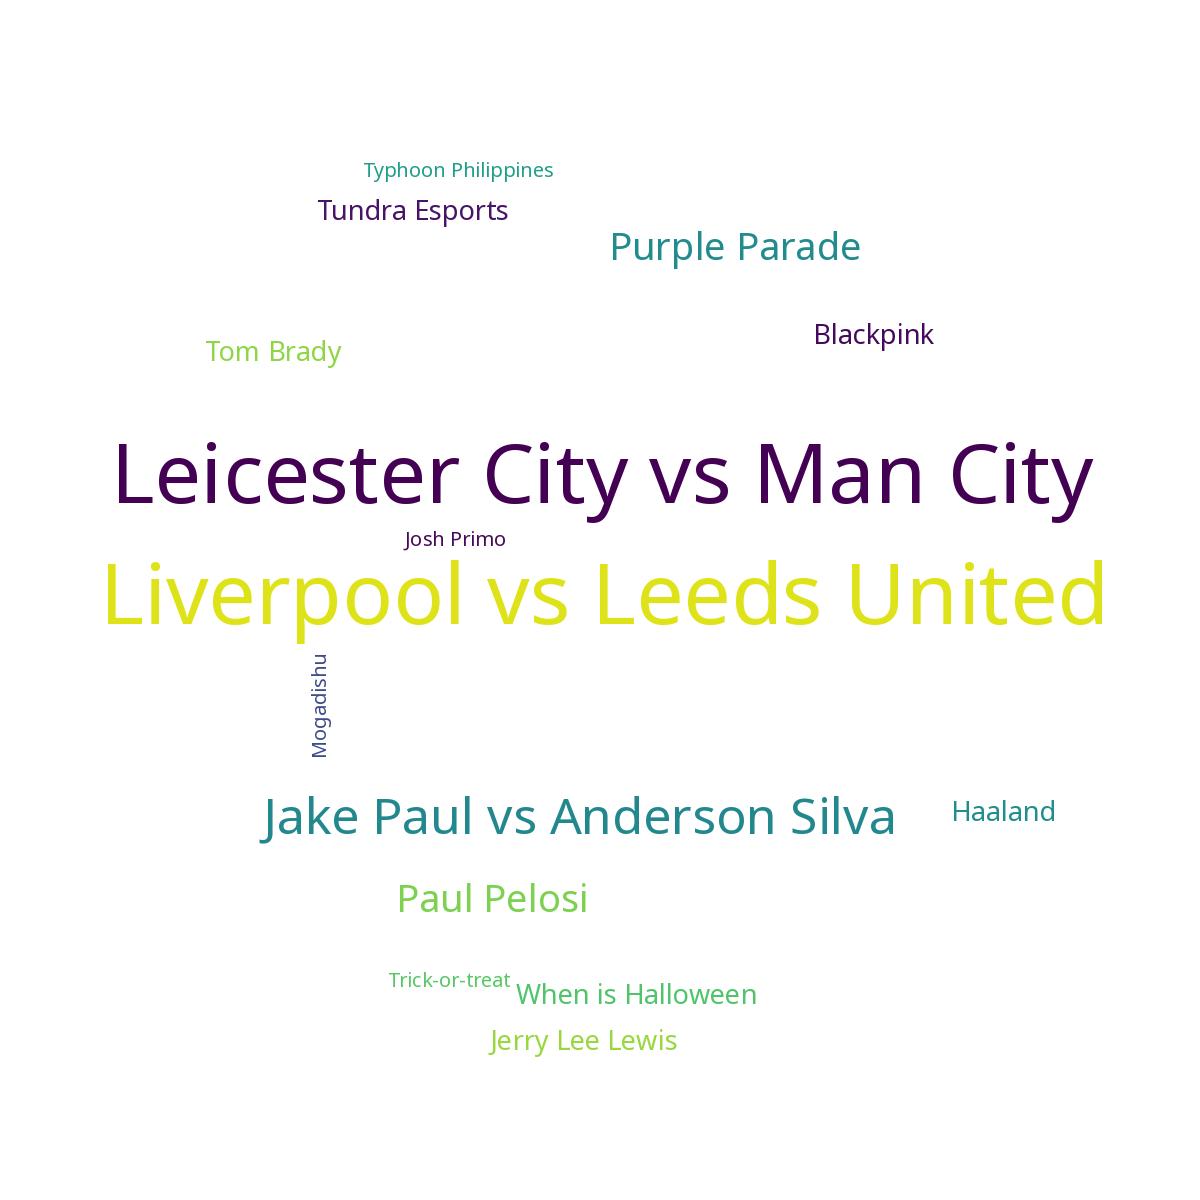 Typhoon Philippines
Tundra Esports
Purple Parade
Blackpink
Tom Brady
Leicester City vs Man City
Josh Primo
Liverpool vs Leeds United
Mogadishu
Jake Paul vs Anderson Silva
Haaland
Paul Pelosi
Trick-or-treat
When is Halloween
Jerry Lee Lewis